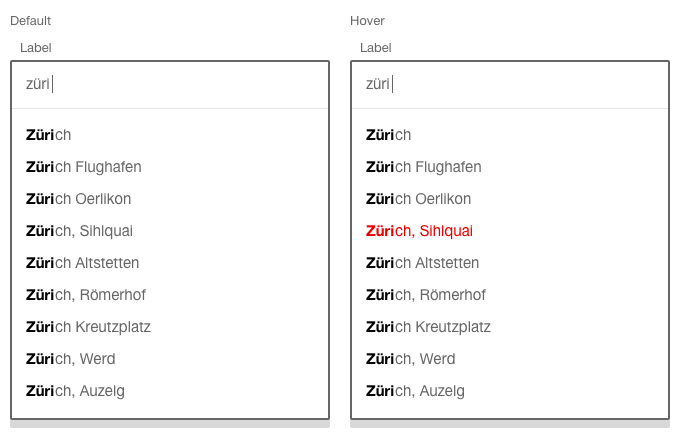 Default
Label
züri
Zürich
Zürich Flughafen
Zürich Oerlikon
Zürich, Sihlquai
Zürich Altstetten
Zürich, Römerhof
Zürich Kreutzplatz
Zürich, Werd
Zürich, Auzelg
Hover
Label
züri
Zürich
Zürich Flughafen
Zürich Oerlikon
Zürich, Sihlquai
Zürich Altstetten
Zürich, Römerhof
Zürich Kreutzplatz
Zürich, Werd
Zürich, Auzelg